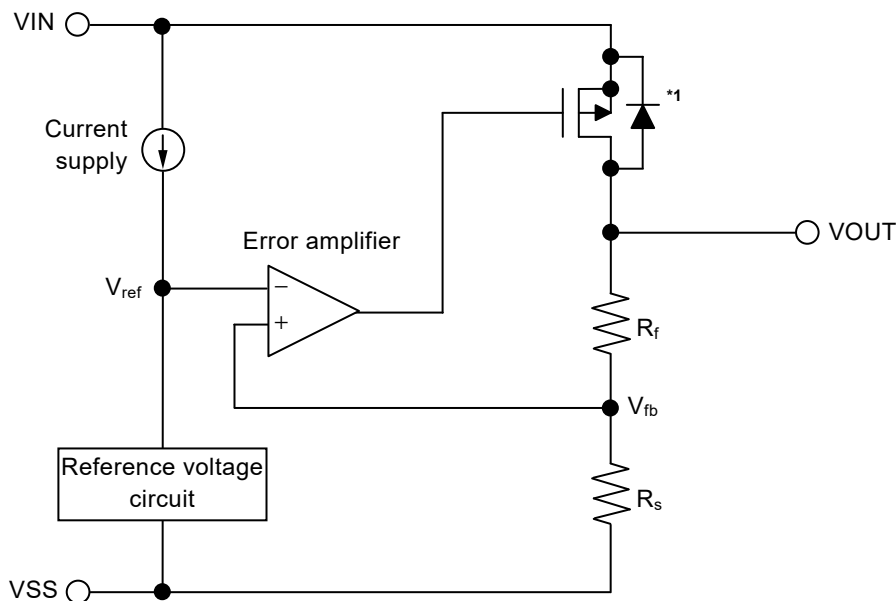 VIN
*1
Current
supply
VOUT
Error amplifier
Vref
−
+
Rf
Vfb
Reference voltage
circuit
Rs
VSS